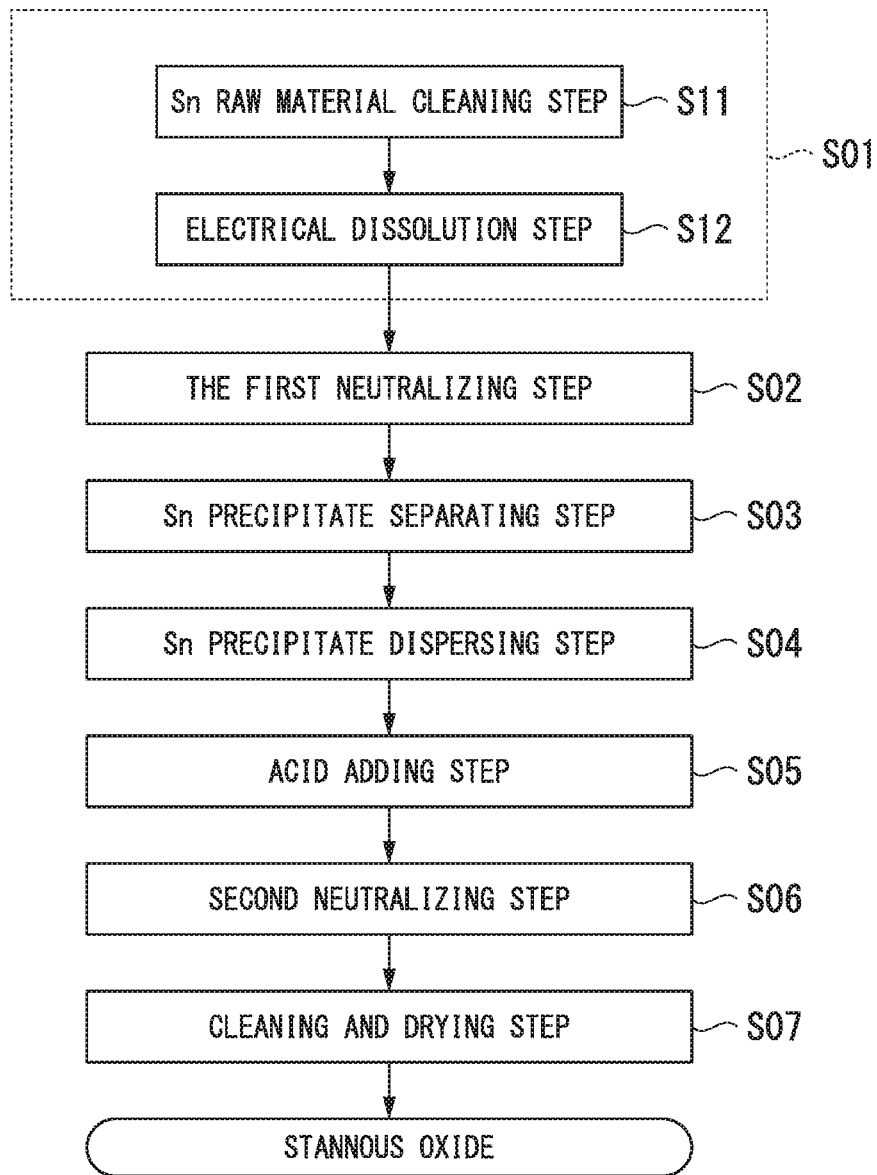 Sn RAW MATERIAL CLEANING STEP S11
S01
ELECTRICAL DISSOLUTION STEP S12
THE FIRST NEUTRALIZING STEP S02
Sn PRECIPITATE SEPARATING STEP S03
Sn PRECIPITATE DISPERSING STEP S04
ACID ADDING STEP S05
SECOND NEUTRALIZING STEP S06
CLEANING AND DRYING STEP S07
STANNOUS OXIDE